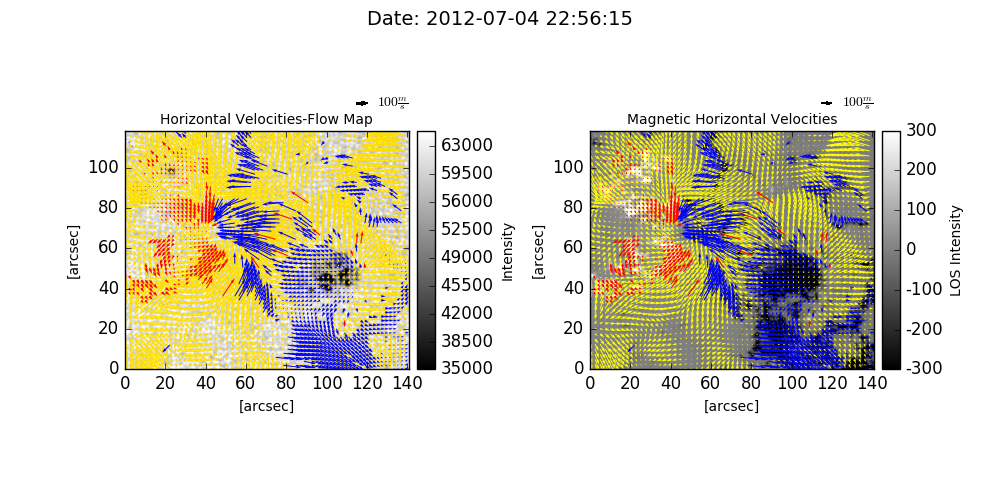 Date: 2012-07-04 22:56:15
100 m/s
100 m/s
Horizontal Velocities-Flow Map
Magnetic Horizontal Velocities
[arcsec]
100
80
60
40
20
0
0 20 40 60 80 100 120 140
[arcsec]
63000
59500
56000
52500
49000
45500
42000
38500
35000
Intensity
[arcsec]
100
80
60
40
20
0
0 20 40 60 80 100 120 140
[arcsec]
300
200
100
0
-100
-200
-300
LOS Intensity